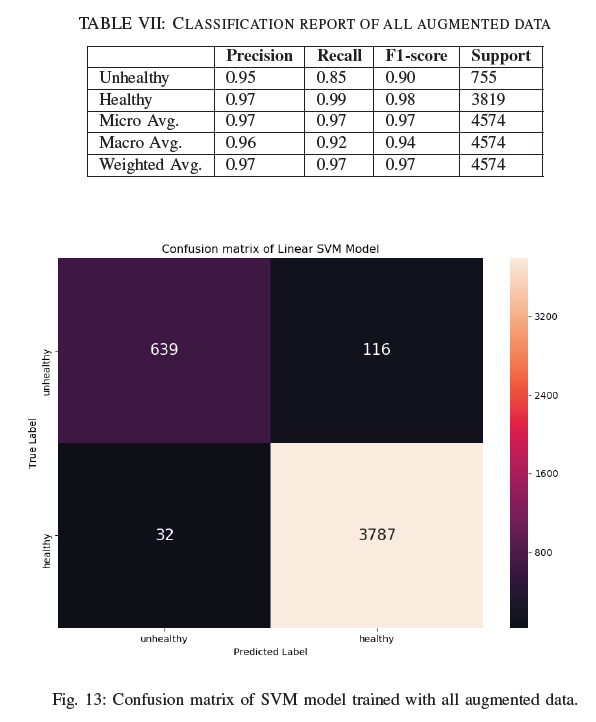 TABLE VII: CLASSIFICATION REPORT OF ALL AUGMENTED DATA
Precision Recall F1-score Support
Unhealthy 0.95 0.85 0.90 755
Healthy 0.97 0.99 0.98 3819
Micro Avg. 0.97 0.97 0.97 4574
Macro Avg. 0.96 0.92 0.94 4574
Weighted Avg. 0.97 0.97 0.97 4574
Confusion matrix of Linear SVM Model
True Label
unhealthy
639 116
healthy
32 3787
unhealthy healthy
Predicted Label
3200
2400
1600
800
Fig. 13: Confusion matrix of SVM model trained with all augmented data.